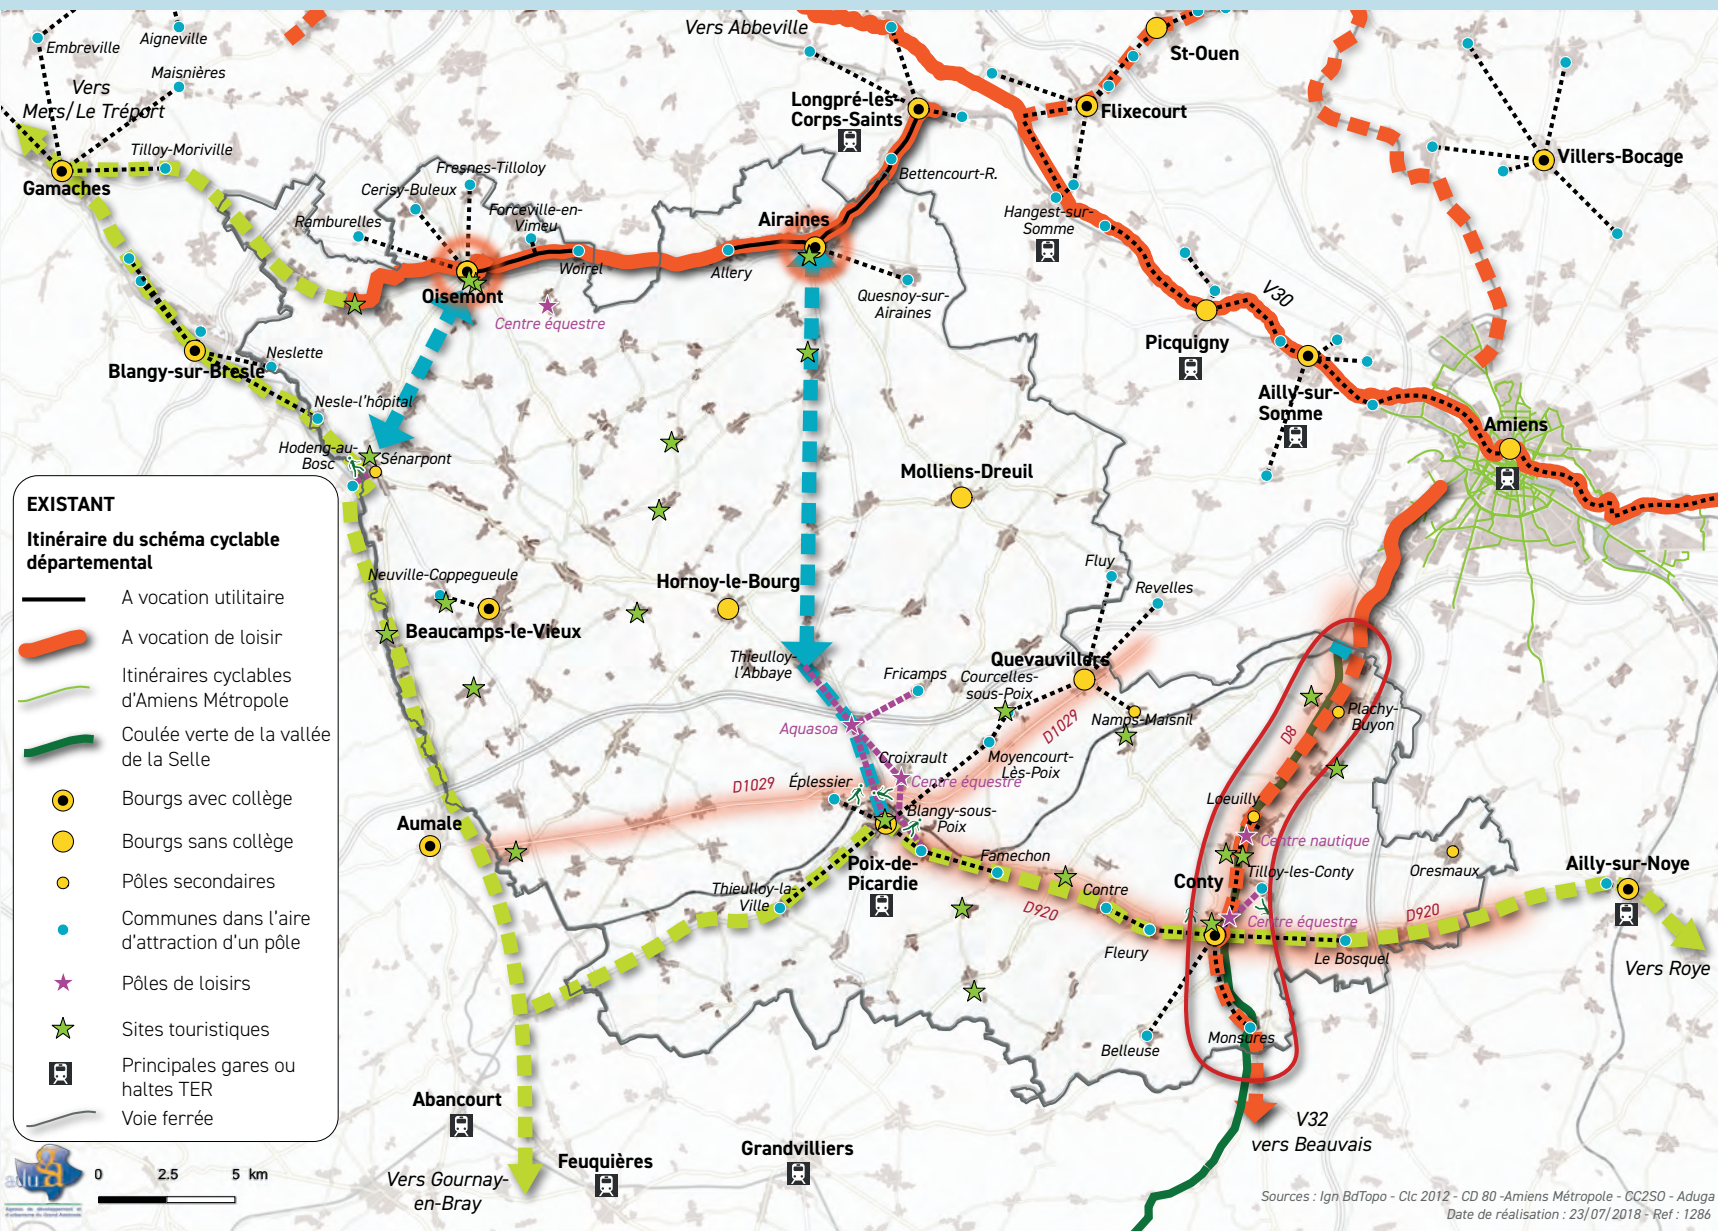 Vers Abbeville
Embreville
Aigneville
Maisnières
Vers
Mers/Le Tréport
Tilloy-Moriville
Gamaches
St-Ouen
Longpré-les-
Corps-Saints
Flixecourt
Villers-Bocage
Fresnes-Tilloloy
Cerisy-Buleux
Forceville-en-
Vimeu
Ramburelles
Bettencourt-R.
Airaines
Hangest-sur-
Somme
Woirel
Allery
Oisemont
Quesnoy-sur-
Airaines
Centre équestre
V30
Picquigny
Blangy-sur-Bresle
Neslette
Nesle-l'hôpital
Ailly-sur-
Somme
Amiens
Hodeng-au-
Bosc
Sénarpont
Molliens-Dreuil
EXISTANT
Itinéraire du schéma cyclable
départemental
A vocation utilitaire
A vocation de loisir
Itinéraires cyclables
d'Amiens Métropole
Coulée verte de la vallée
de la Selle
Bourgs avec collège
Bourgs sans collège
Pôles secondaires
Communes dans l'aire
d'attraction d'un pôle
Pôles de loisirs
Sites touristiques
Principales gares ou
haltes TER
Voie ferrée
Neuville-Coppegueule
Beaucamps-le-Vieux
Hornoy-le-Bourg
Fluy
Revelles
Thieulloy-
l'Abbaye
Fricamps
Quevauvillers
Courcelles-
sous-Poix
Namps-Maisnil
Plachy-
Buyon
D8
D1029
Aquasoa
Croixrault
Moyencourt-
Lès-Poix
Centre équestre
D1029
Éplessier
Blangy-sous-
Poix
Loeuilly
Centre nautique
Aumale
Poix-de-
Picardie
Famechon
Conty
Tilloy-les-Conty
Oresmaux
Ailly-sur-Noye
Thieulloy-la-
Ville
Contre
D920
Centre équestre
D920
Fleury
Le Bosquel
Vers Roye
Belleuse
Monsures
Abancourt
V32
vers Beauvais
Feuquières
Grandvilliers
Vers Gournay-
en-Bray
0 2.5 5 km
Sources : Ign BdTopo - Clc 2012 - CD 80 -Amiens Métropole - CC2SO - Aduga
Date de réalisation : 23/07/2018 - Ref : 1286